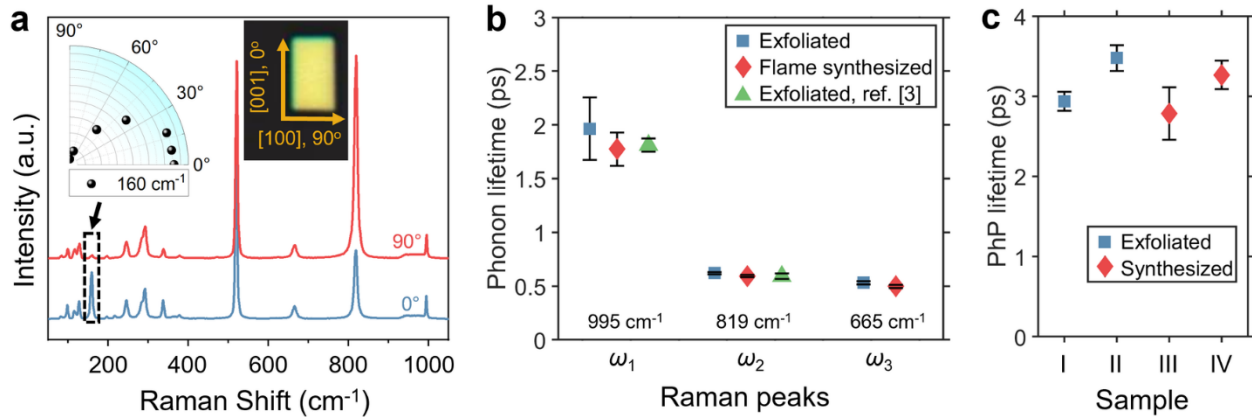 a
90°
60°
30°
0°
160 cm⁻¹
[001], 0°
[100], 90°
90°
0°
Intensity (a.u.)
200
400
600
800
1000
Raman Shift (cm⁻¹)
b
Phonon lifetime (ps)
3
2.5
2
1.5
1
0.5
0
Exfoliated
Flame synthesized
Exfoliated, ref. [3]
995 cm⁻¹
819 cm⁻¹
665 cm⁻¹
ω₁
ω₂
ω₃
Raman peaks
c
PhP lifetime (ps)
4
3
2
1
0
Exfoliated
Synthesized
I
II
III
IV
Sample